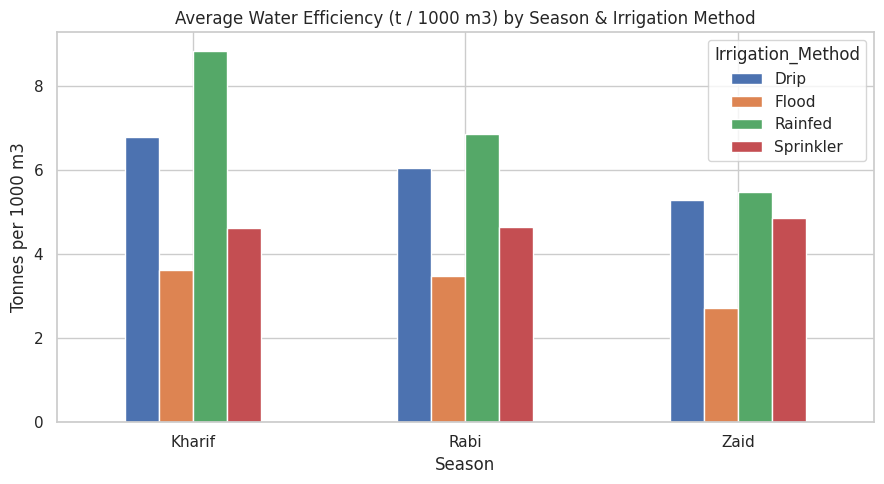 Average Water Efficiency (t / 1000 m3) by Season & Irrigation Method
Tonnes per 1000 m3
8
6
4
2
0
Irrigation_Method
Drip
Flood
Rainfed
Sprinkler
Kharif
Rabi
Zaid
Season